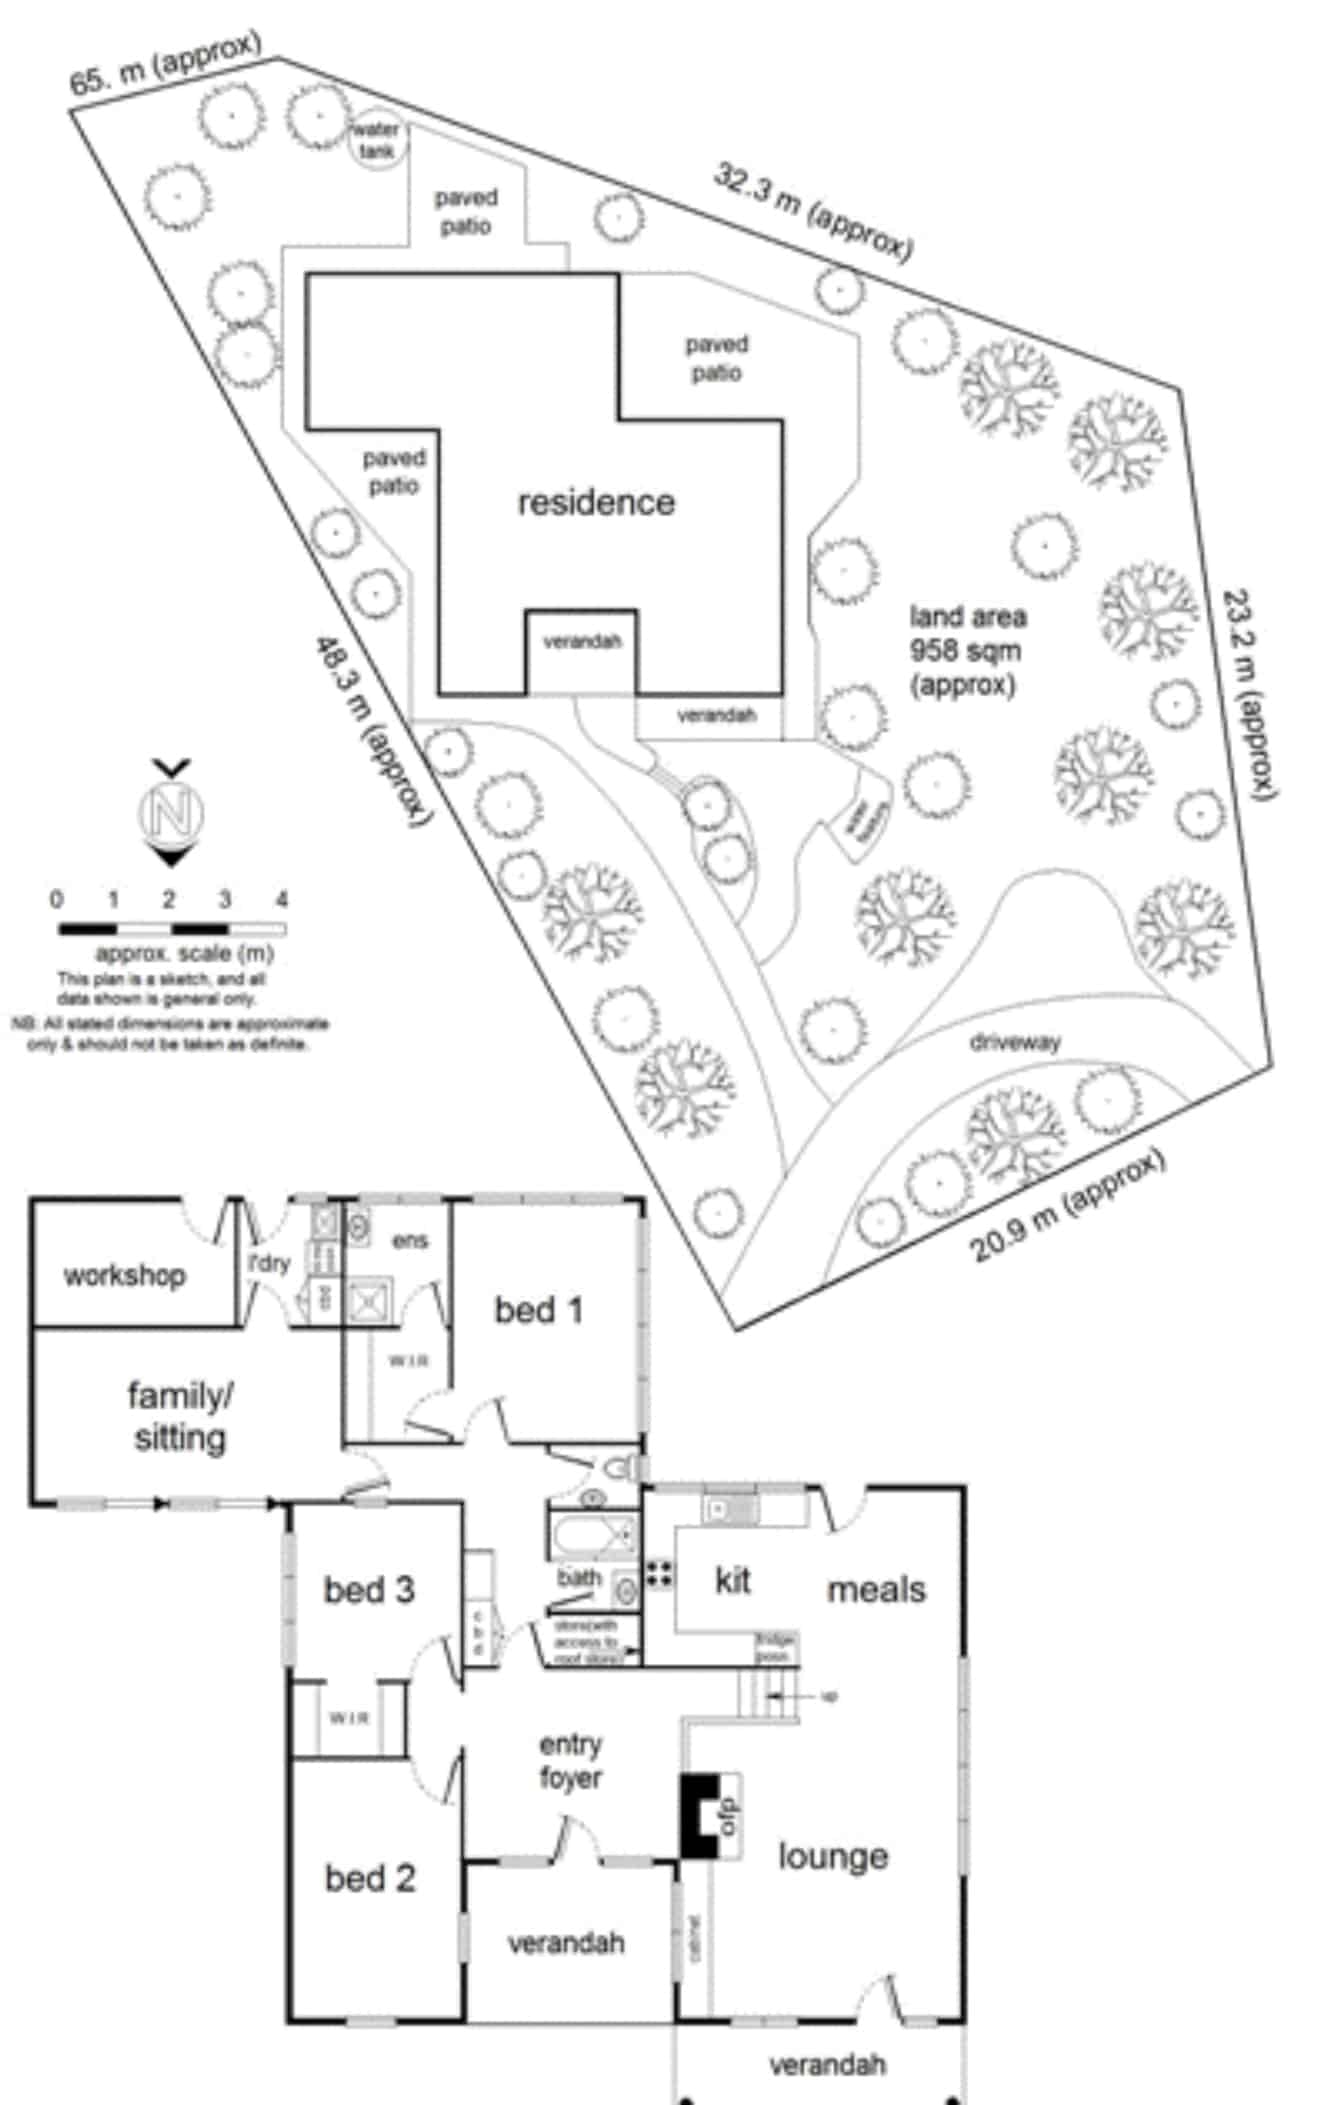 65. m (approx)
water
tank
paved
patio
32.3 m (approx)
paved
patio
paved
patio
residence
land area
958 sqm
(approx)
23.2 m (approx)
verandah
verandah
48.3 m (approx)
water
N
0 1 2 3 4
approx. scale (m)
This plan is a sketch, and all
data shown is general only.
NB: All stated dimensions are approximate
only & should not be taken as definite.
driveway
20.9 m (approx)
workshop
l'dry
cbd
ens
bed 1
W.I.R
family/
sitting
bed 3
bath
kit
meals
store(with
access to
roof store)
fridge
posn
up
W.I.R
entry
foyer
ofp
lounge
bed 2
verandah
cabinet
verandah